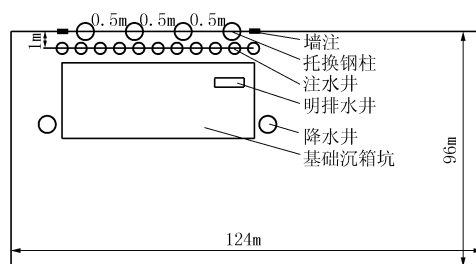 0.5m 0.5m 0.5m
1m
墙注
托换钢柱
注水井
明排水井
降水井
基础沉箱坑
96m
124m